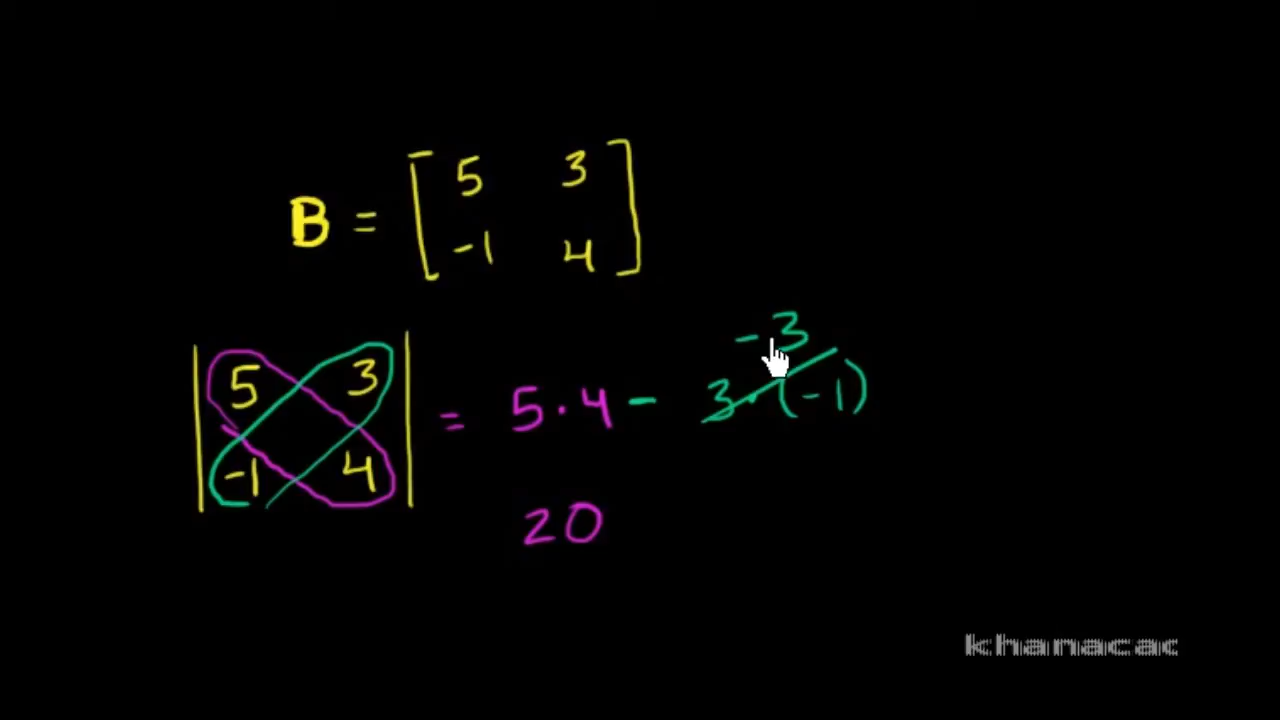 B = [ 5 3
-1 4 ]
-3
| 5 3 | = 5 · 4 - 3 · (-1)
| -1 4 |
20
khanacac